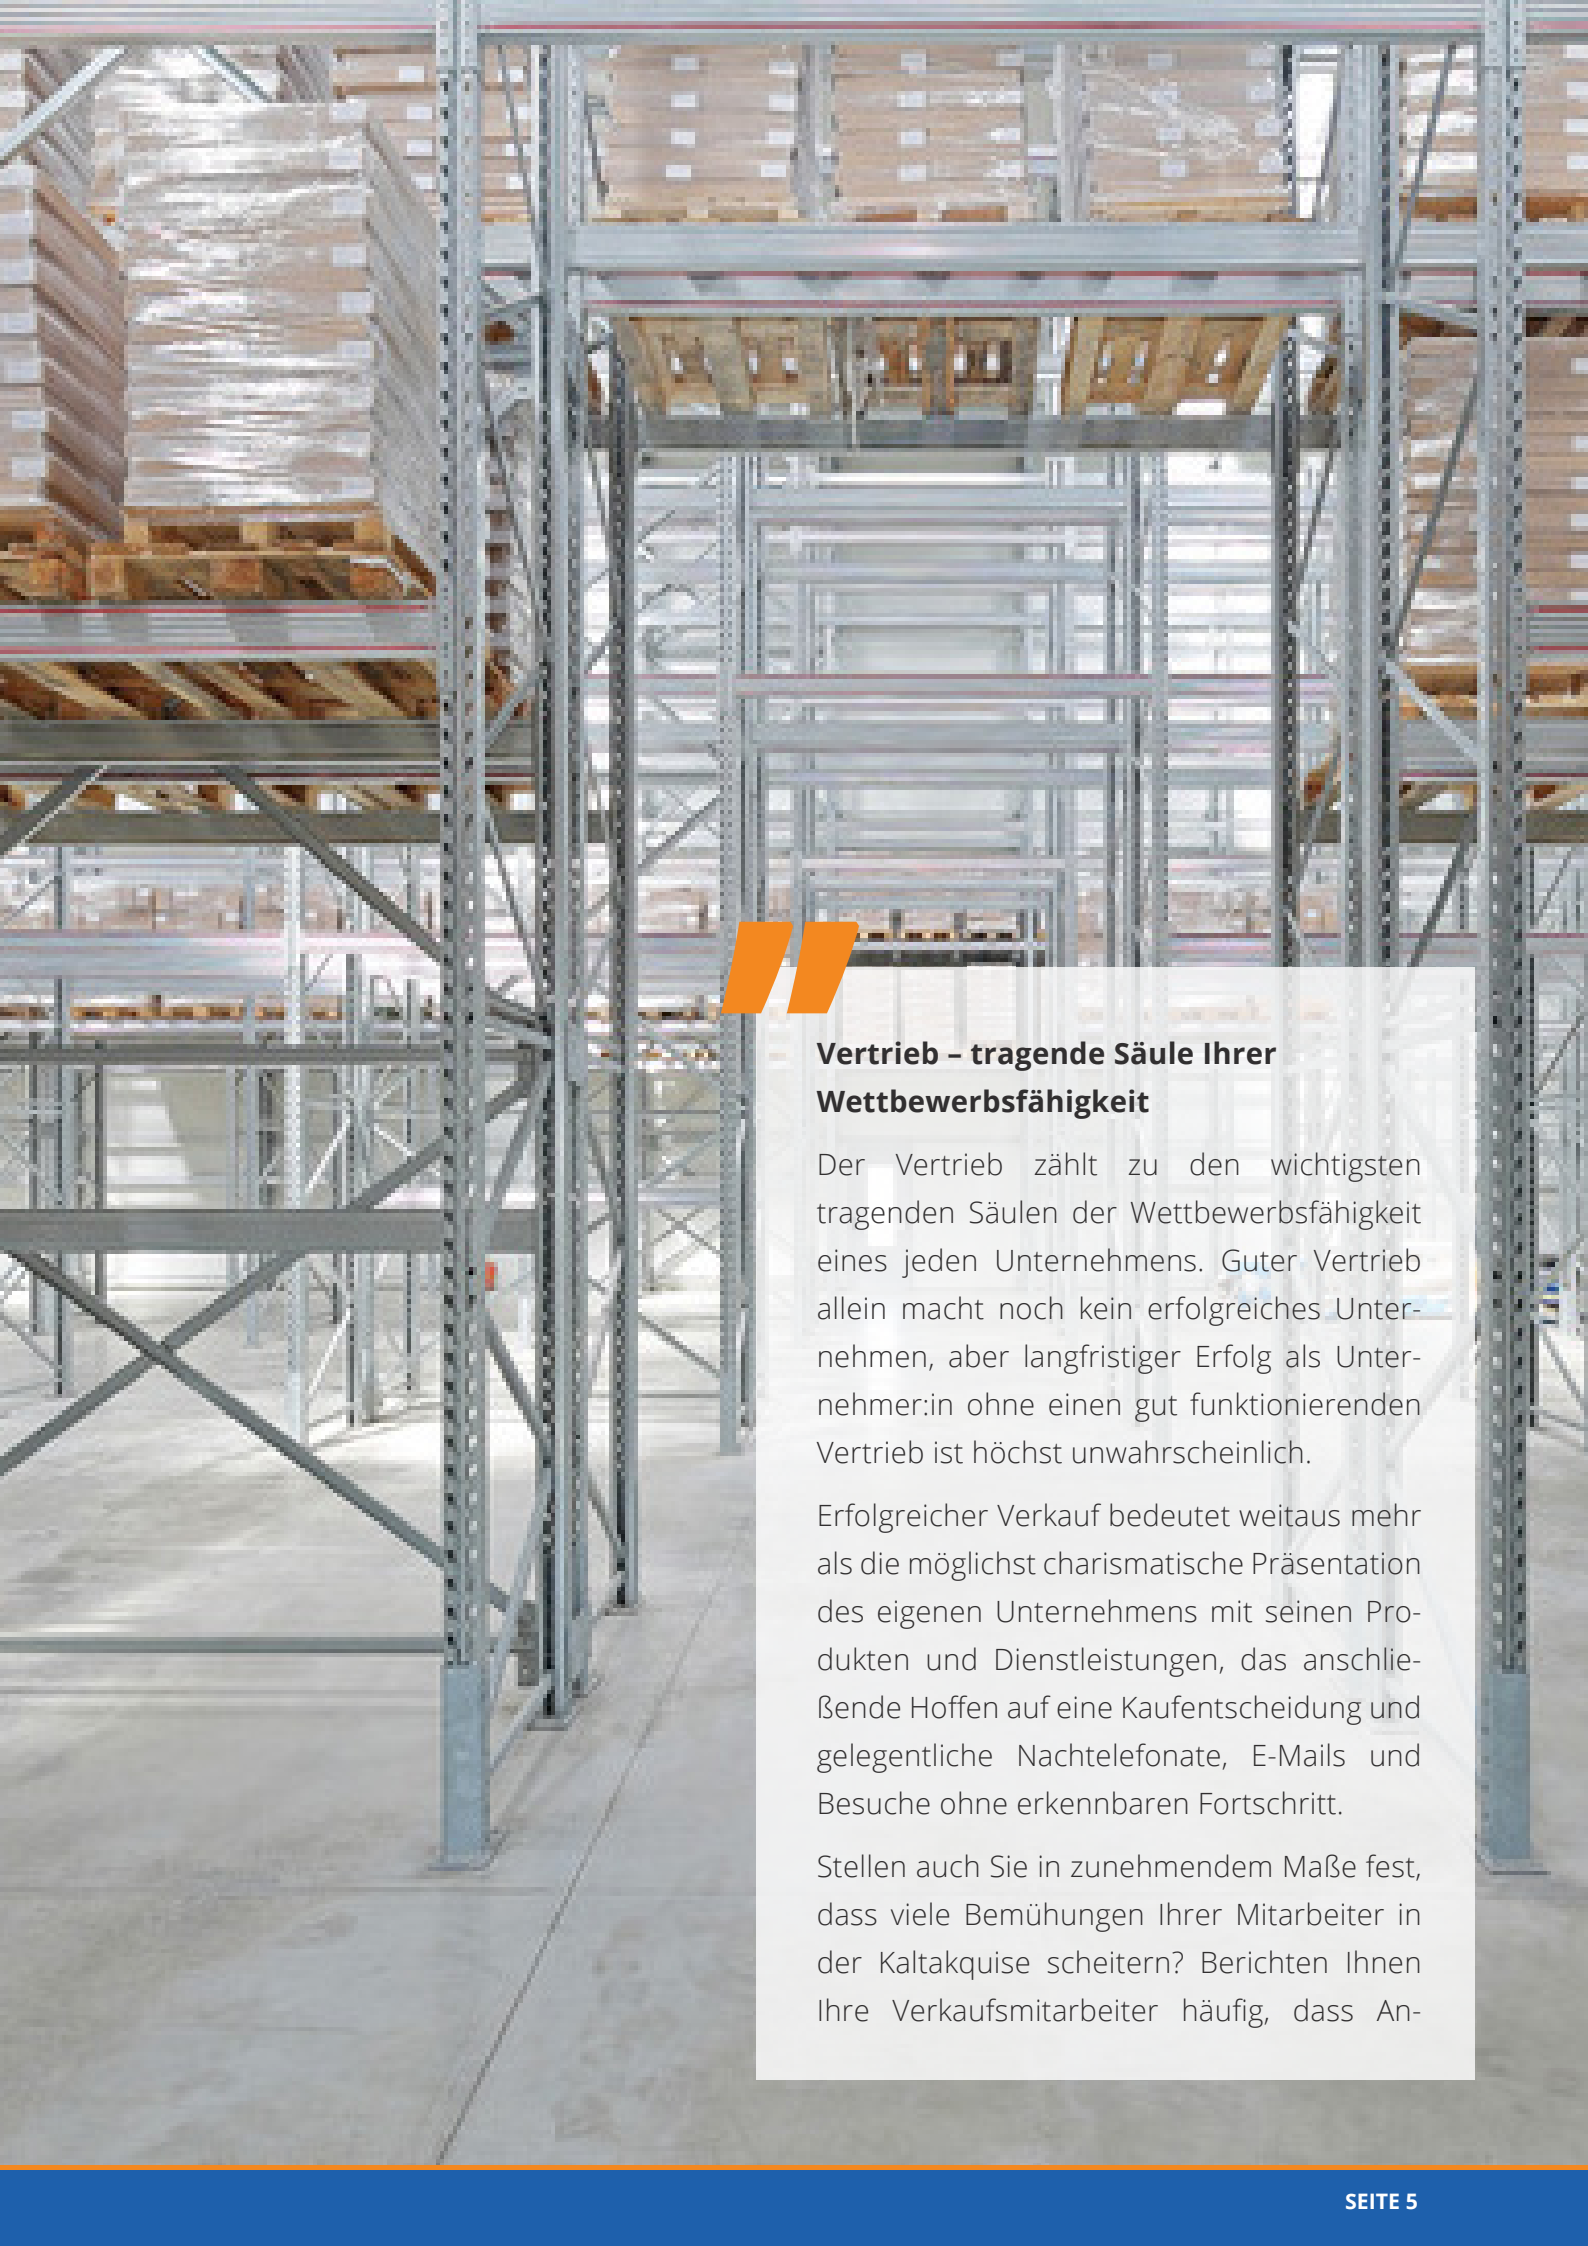 Vertrieb – tragende Säule Ihrer
Wettbewerbsfähigkeit
Der Vertrieb zählt zu den wichtigsten
tragenden Säulen der Wettbewerbsfähigkeit
eines jeden Unternehmens. Guter Vertrieb
allein macht noch kein erfolgreiches Unter-
nehmen, aber langfristiger Erfolg als Unter-
nehmer:in ohne einen gut funktionierenden
Vertrieb ist höchst unwahrscheinlich.
Erfolgreicher Verkauf bedeutet weitaus mehr
als die möglichst charismatische Präsentation
des eigenen Unternehmens mit seinen Pro-
dukten und Dienstleistungen, das anschlie-
ßende Hoffen auf eine Kaufentscheidung und
gelegentliche Nachtelefonate, E-Mails und
Besuche ohne erkennbaren Fortschritt.
Stellen auch Sie in zunehmendem Maße fest,
dass viele Bemühungen Ihrer Mitarbeiter in
der Kaltakquise scheitern? Berichten Ihnen
Ihre Verkaufsmitarbeiter häufig, dass An-
SEITE 5